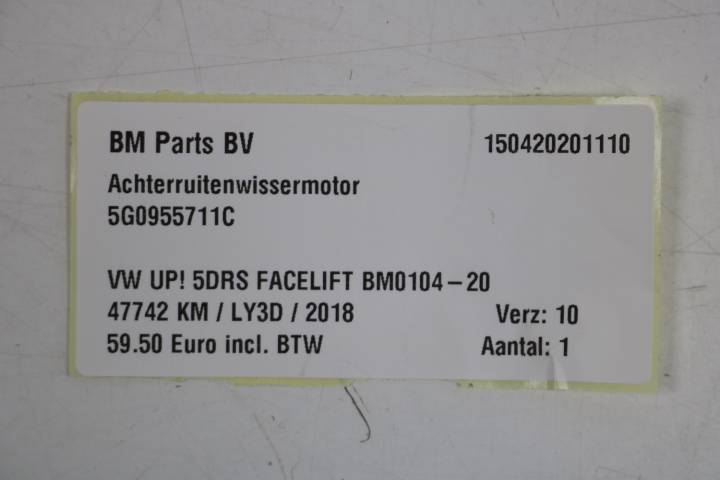 BM Parts BV 150420201110
Achterruitenwissermotor
5G0955711C
VW UP! 5DRS FACELIFT BM0104-20
47742 KM / LY3D / 2018 Verz: 10
59.50 Euro incl. BTW Aantal: 1